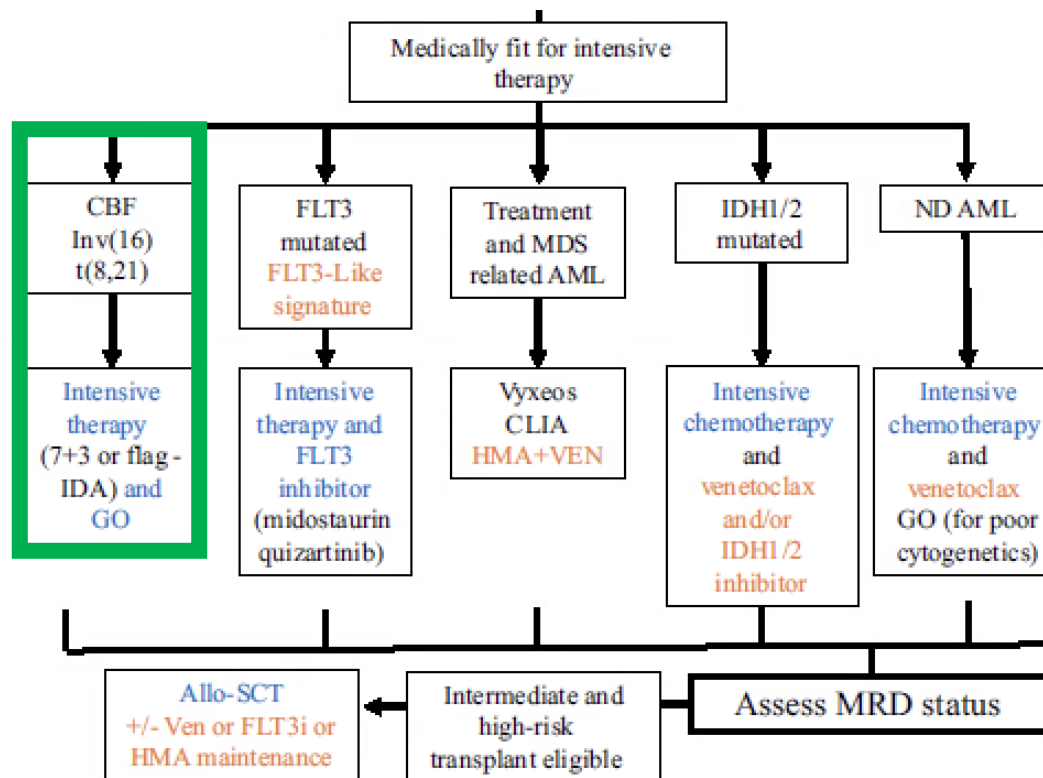 Medically fit for intensive
therapy
CBF
Inv(16)
t(8,21)
FLT3
mutated
FLT3-Like
signature
Treatment
and MDS
related AML
IDH1/2
mutated
ND AML
Intensive
therapy
(7+3 or flag -
IDA) and
GO
Intensive
therapy and
FLT3
inhibitor
(midostaurin
quizartinib)
Vyxeos
CLIA
HMA+VEN
Intensive
chemotherapy
and
venetoclax
and/or
IDH1/2
inhibitor
Intensive
chemotherapy
and
venetoclax
GO (for poor
cytogenetics)
Allo-SCT
+/- Ven or FLT3i or
HMA maintenance
Intermediate and
high-risk
transplant eligible
Assess MRD status